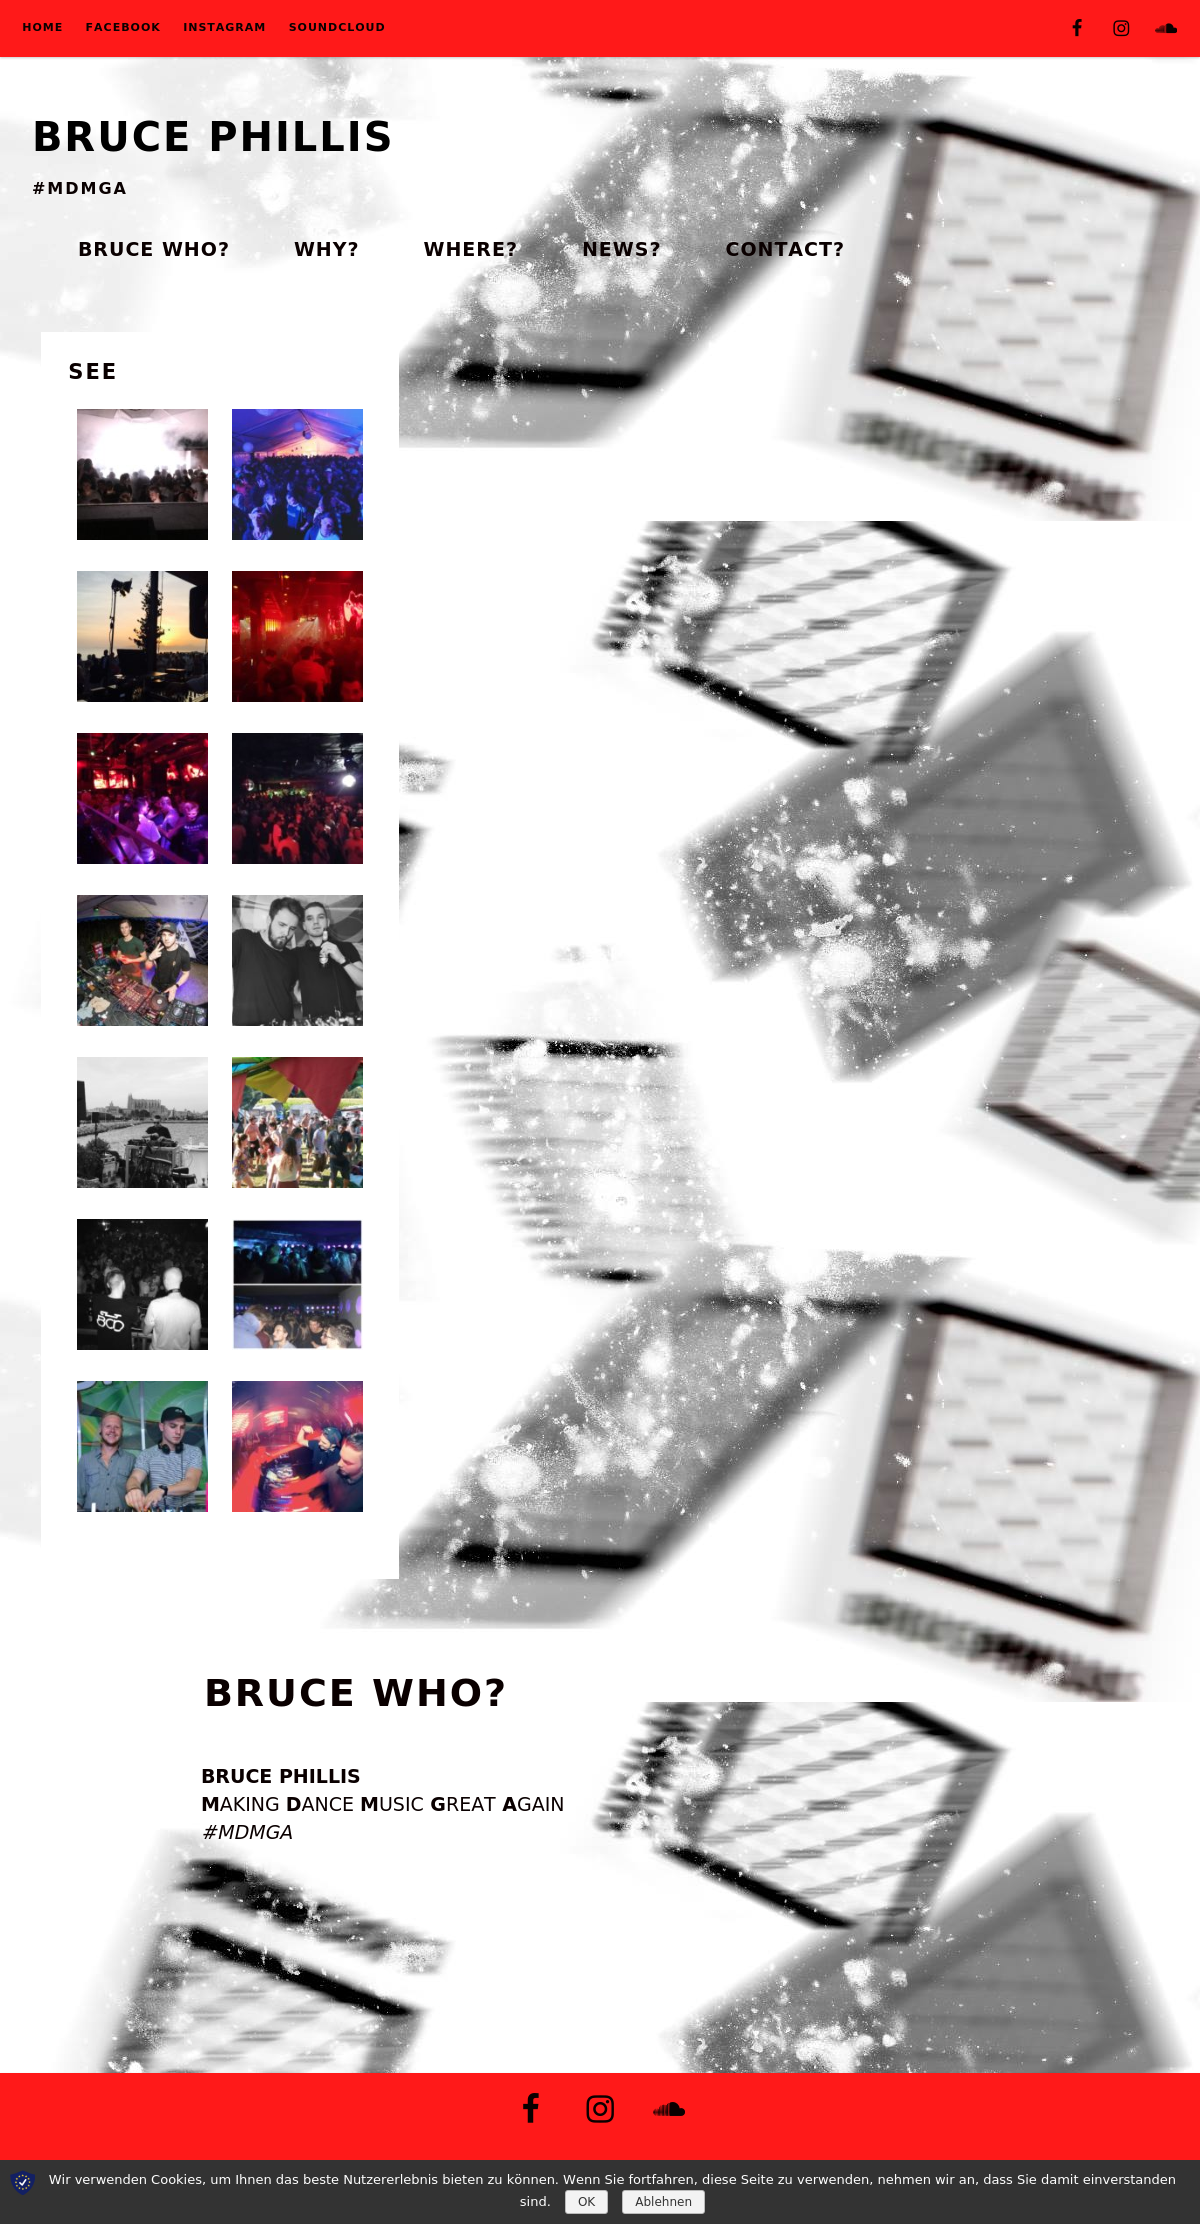 HOME FACEBOOK INSTAGRAM SOUNDCLOUD
BRUCE PHILLIS
#MDMGA
BRUCE WHO? WHY? WHERE? NEWS? CONTACT?
SEE
BRUCE WHO?
BRUCE PHILLIS
MAKING DANCE MUSIC GREAT AGAIN
#MDMGA
Wir verwenden Cookies, um Ihnen das beste Nutzererlebnis bieten zu können. Wenn Sie fortfahren, diese Seite zu verwenden, nehmen wir an, dass Sie damit einverstanden
sind. OK Ablehnen